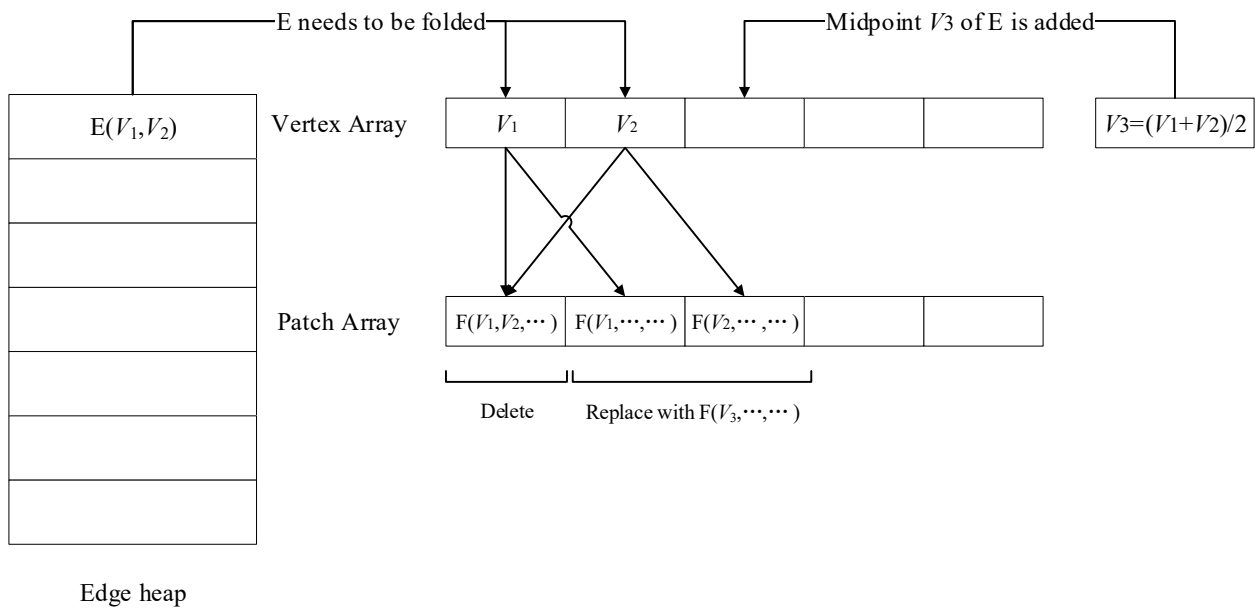 E needs to be folded
Midpoint V3 of E is added
E(V1,V2)
Vertex Array
V1
V2
V3=(V1+V2)/2
Patch Array
F(V1,V2,⋯)
F(V1,⋯,⋯)
F(V2,⋯,⋯)
Delete
Replace with F(V3,⋯,⋯)
Edge heap